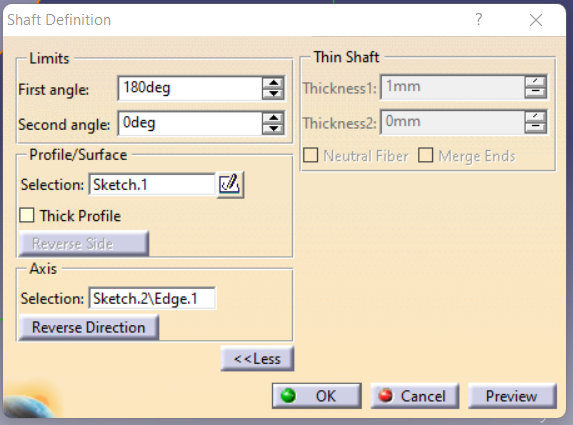 Shaft Definition
Limits
First angle: 180deg
Second angle: 0deg
Profile/Surface
Selection: Sketch.1
Thick Profile
Reverse Side
Axis
Selection: Sketch.2\Edge.1
Reverse Direction
<<Less
Thin Shaft
Thickness1: 1mm
Thickness2: 0mm
Neutral Fiber Merge Ends
OK Cancel Preview